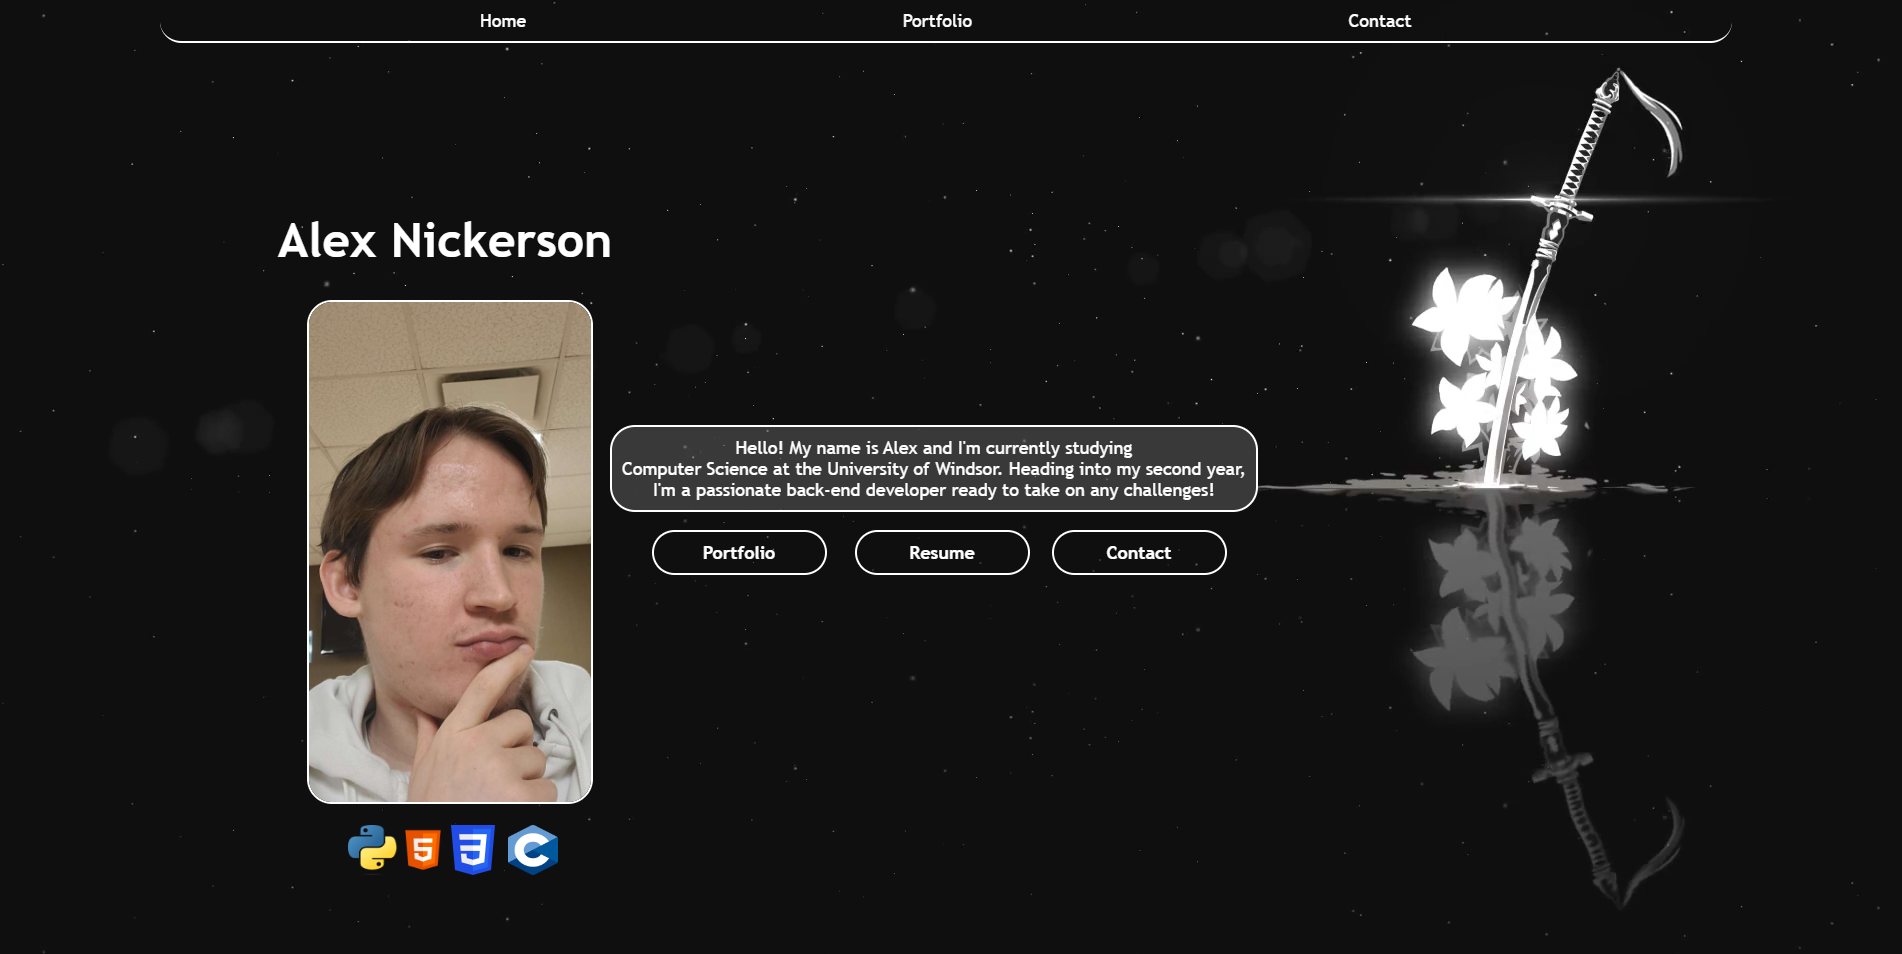 Home
Portfolio
Contact
Alex Nickerson
Hello! My name is Alex and I'm currently studying
Computer Science at the University of Windsor. Heading into my second year,
I'm a passionate back-end developer ready to take on any challenges!
Portfolio
Resume
Contact
5
3
C